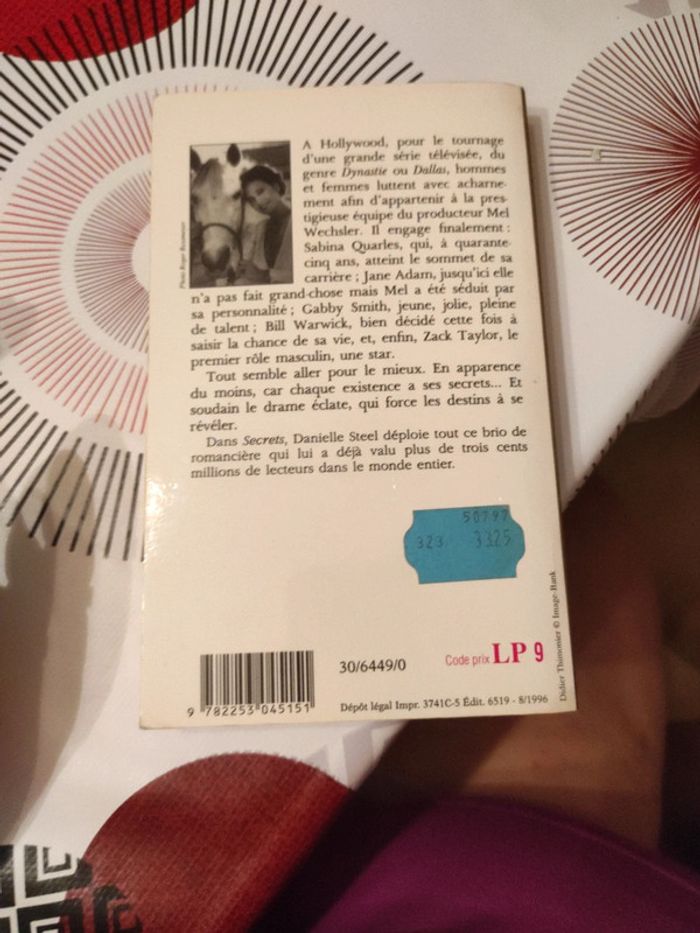 A Hollywood, pour le tournage
d'une grande série télévisée, du
genre Dynastie ou Dallas, hommes
et femmes luttent avec acharne-
ment afin d'appartenir à la pres-
tigieuse équipe du producteur Mel
Wechsler. Il engage finalement :
Sabina Quarles, qui, à quarante-
cinq ans, atteint le sommet de sa
carrière ; Jane Adam, jusqu'ici elle
n'a pas fait grand-chose mais Mel a été séduit par
sa personnalité ; Gabby Smith, jeune, jolie, pleine
de talent ; Bill Warwick, bien décidé cette fois à
saisir la chance de sa vie, et, enfin, Zack Taylor, le
premier rôle masculin, une star.
Tout semble aller pour le mieux. En apparence
du moins, car chaque existence a ses secrets... Et
soudain le drame éclate, qui force les destins à se
révéler.
Dans Secrets, Danielle Steel déploie tout ce brio de
romancière qui lui a déjà valu plus de trois cents
millions de lecteurs dans le monde entier.
50797
323 3325
30/6449/0
Code prix LP 9
9 782253 045151
Dépôt légal Impr. 3741C-5 Édit. 6519 - 8/1996
Didier Thimonier © Image Bank